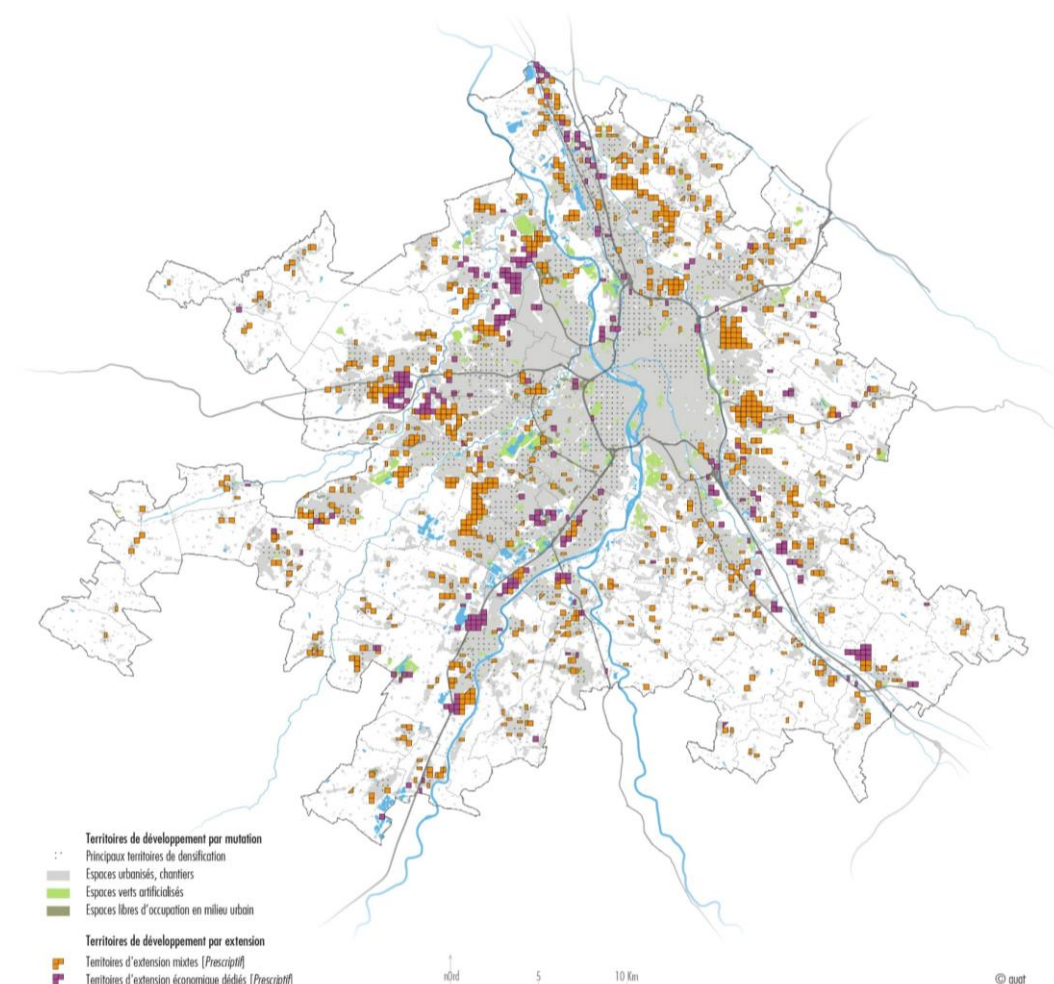 Territoires de développement par mutation
Principaux territoires de densification
Espaces urbanisés, chantiers
Espaces verts artificialisés
Espaces libres d'occupation en milieu urbain
Territoires de développement par extension
Territoires d'extension mixtes [Prescriptif]
Territoires d'extension économique dédiés [Prescriptif]
nOrd 5 10 Km
© auat